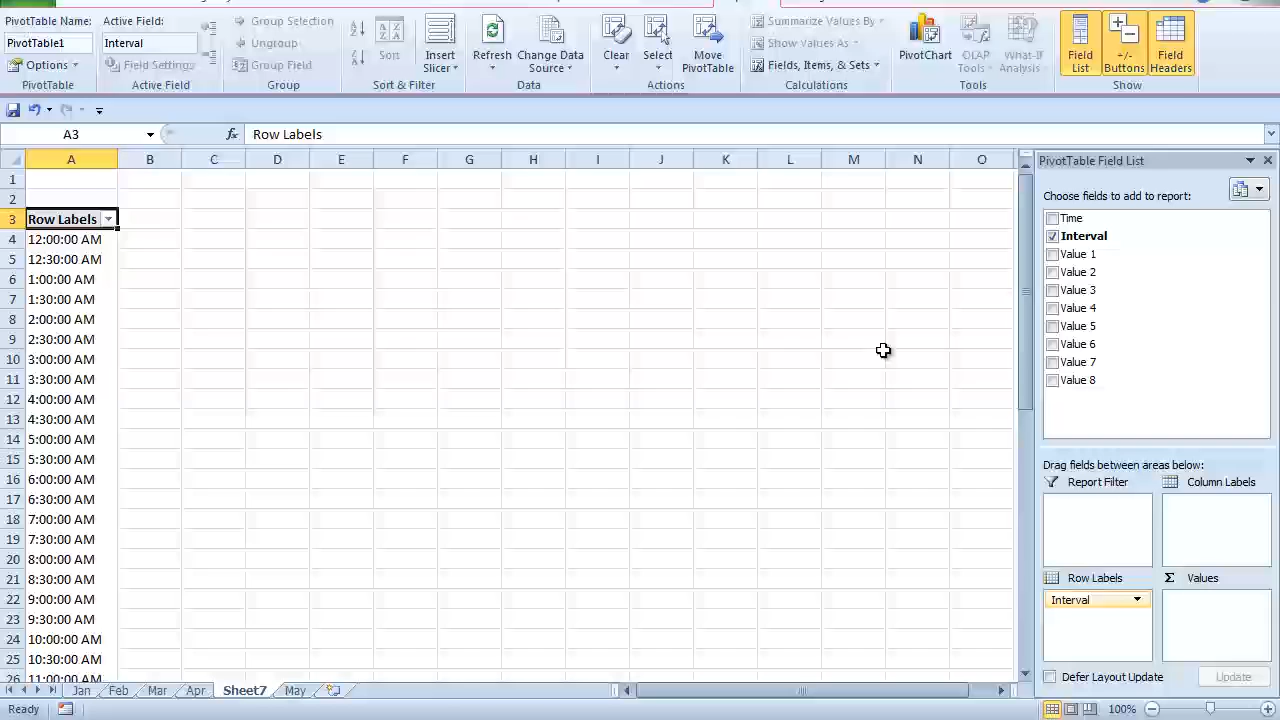 PivotTable Name:
PivotTable1
Options
PivotTable
Active Field:
Interval
Field Settings
Active Field
Group Selection
Ungroup
Group Field
Group
Sort
Insert
Slicer
Sort & Filter
Refresh
Change Data
Source
Data
Clear
Select
Move
PivotTable
Actions
Summarize Values By
Show Values As
Fields, Items, & Sets
Calculations
PivotChart
OLAP
Tools
What-If
Analysis
Tools
Field
List
+/-
Buttons
Field
Headers
Show
A3
fx
Row Labels
A B C D E F G H I J K L M N O
1
2
3 Row Labels
4 12:00:00 AM
5 12:30:00 AM
6 1:00:00 AM
7 1:30:00 AM
8 2:00:00 AM
9 2:30:00 AM
10 3:00:00 AM
11 3:30:00 AM
12 4:00:00 AM
13 4:30:00 AM
14 5:00:00 AM
15 5:30:00 AM
16 6:00:00 AM
17 6:30:00 AM
18 7:00:00 AM
19 7:30:00 AM
20 8:00:00 AM
21 8:30:00 AM
22 9:00:00 AM
23 9:30:00 AM
24 10:00:00 AM
25 10:30:00 AM
26 11:00:00 AM
PivotTable Field List
Choose fields to add to report:
Time
Interval
Value 1
Value 2
Value 3
Value 4
Value 5
Value 6
Value 7
Value 8
Drag fields between areas below:
Report Filter
Column Labels
Row Labels
Σ Values
Interval
Defer Layout Update
Update
Jan Feb Mar Apr Sheet7 May
Ready
100%